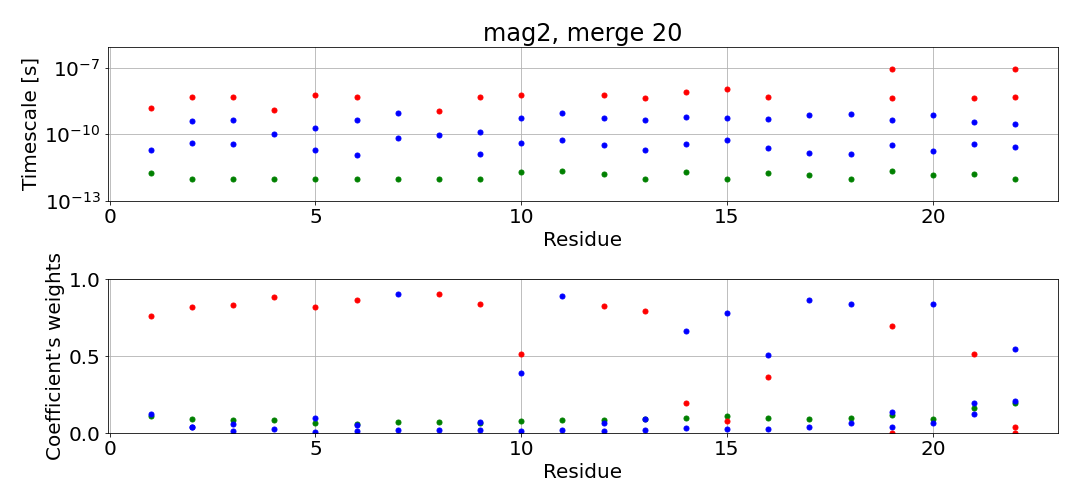 mag2, merge 20
Timescale [s]
10⁻⁷
10⁻¹⁰
10⁻¹³
0 5 10 15 20
Residue
Coefficient's weights
1.0
0.5
0.0
0 5 10 15 20
Residue